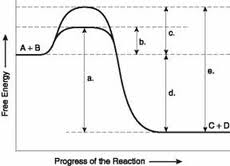 Free Energy
A + B
a.
b.
c.
d.
e.
C + D
Progress of the Reaction